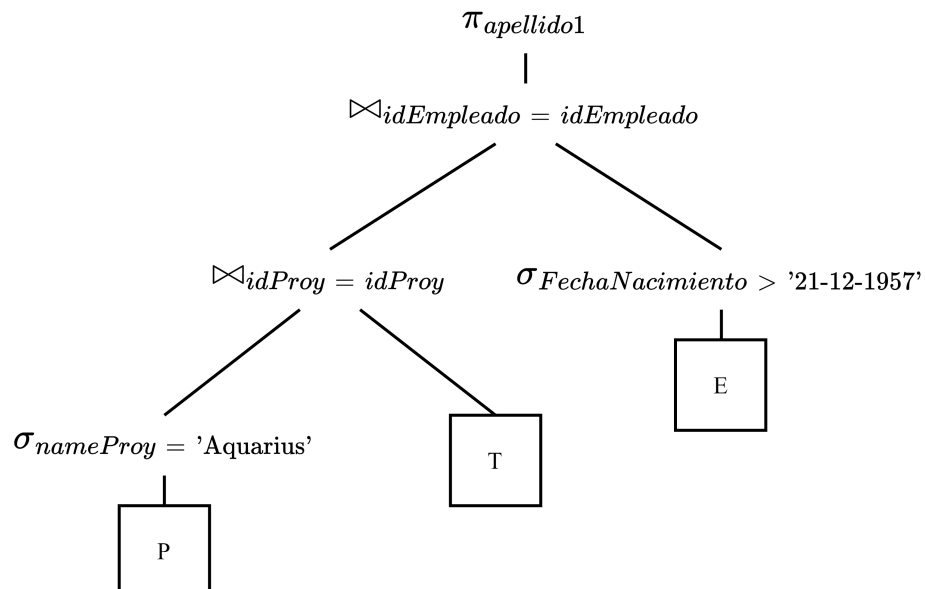 π apellido1
⋈ idEmpleado = idEmpleado
⋈ idProy = idProy
σ FechaNacimiento > '21-12-1957'
E
T
σ nameProy = 'Aquarius'
P